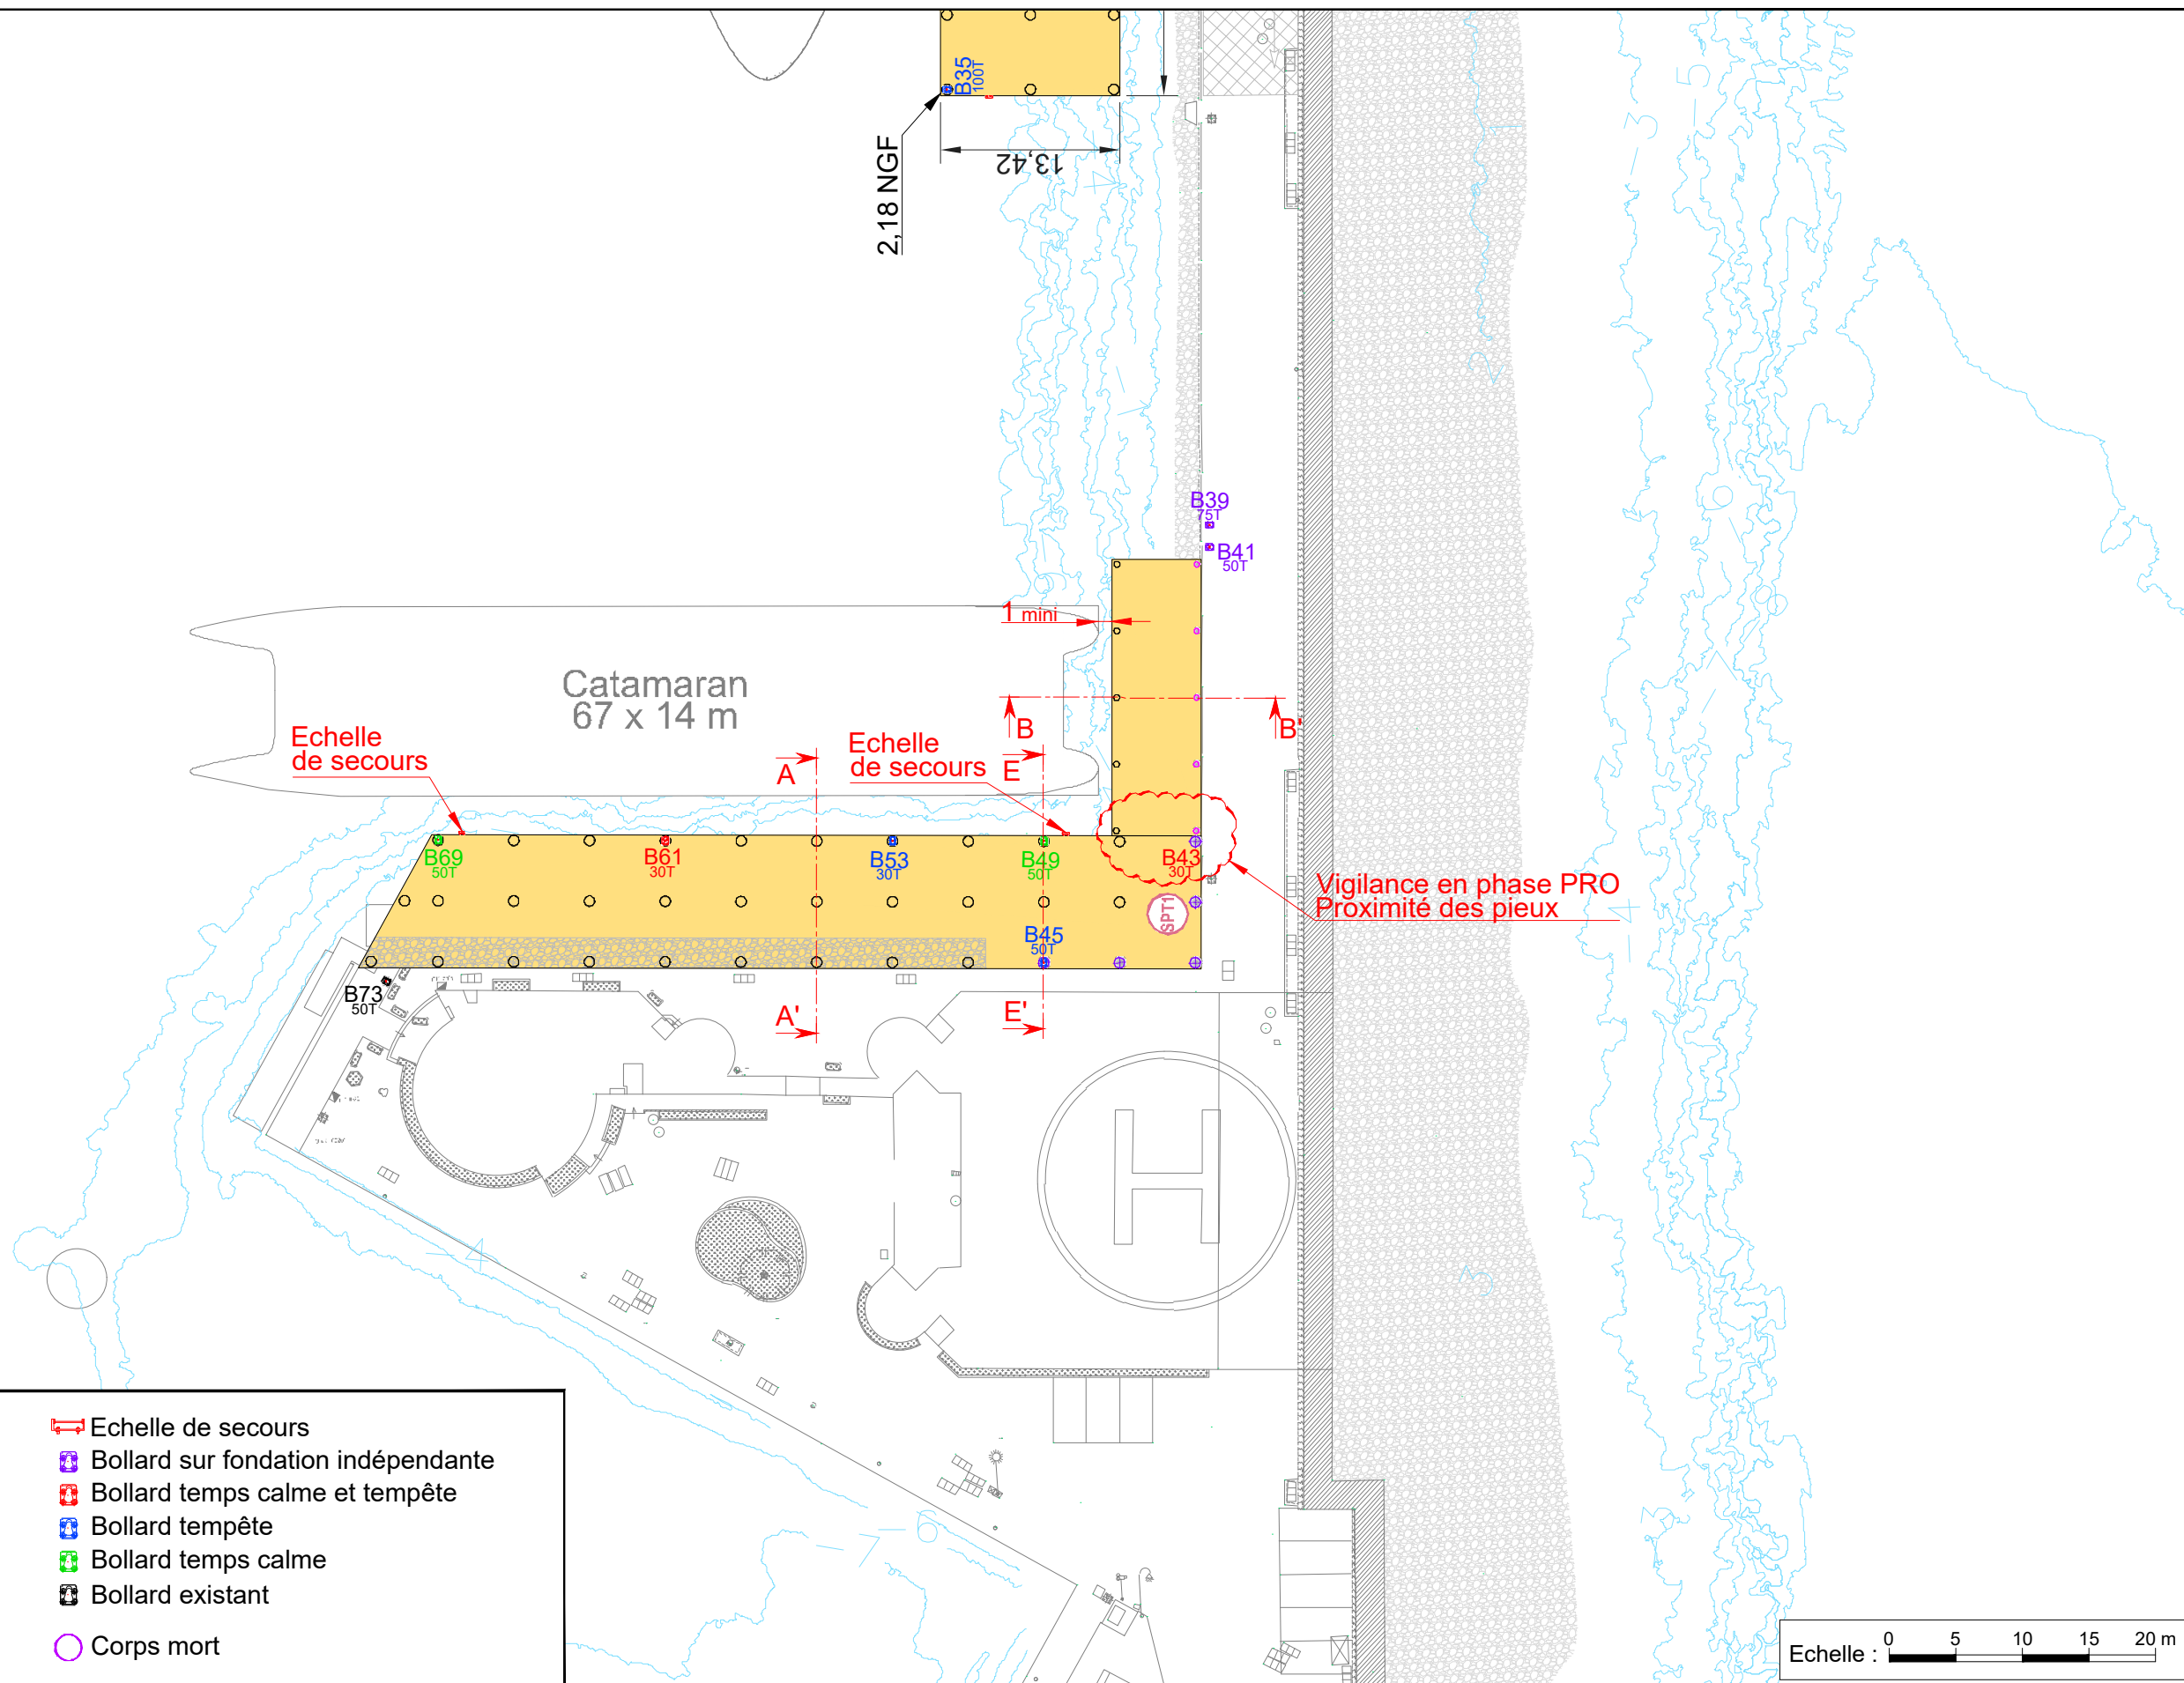 B35
100T
13,42
2,18 NGF
B39
75T
B41
50T
1 mini
Catamaran
67 x 14 m
B
B'
Echelle
de secours
A
Echelle
de secours
E
B69
50T
B61
30T
B53
30T
B49
50T
B43
30T
Vigilance en phase PRO
Proximité des pieux
SPT1
B45
50T
B73
50T
A'
E'
H
Echelle de secours
Bollard sur fondation indépendante
Bollard temps calme et tempête
Bollard tempête
Bollard temps calme
Bollard existant
Corps mort
Echelle :
0 5 10 15 20 m